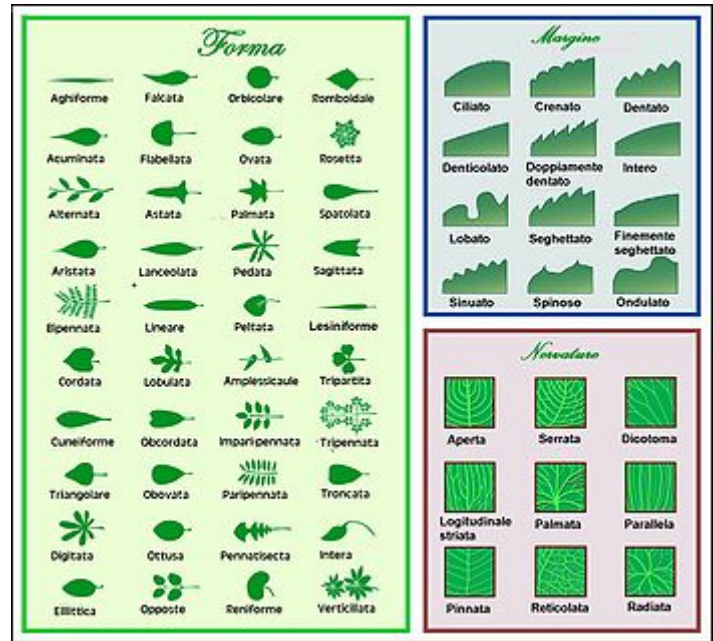 Forma
Aghiforme Falcata Orbicolare Romboidale
Acuminata Flabellata Ovata Rosetta
Alternata Astata Palmata Spatolata
Aristata Lanceolata Pedata Sagittata
Bipennata Lineare Peltata Lesiniforme
Cordata Lobulata Amplessicaule Tripartita
Cuneiforme Obcordata Imparipennata Tripennata
Triangolare Obovata Paripennata Troncata
Digitata Ottusa Pennatisecta Intera
Ellittica Opposte Reniforme Verticillata
Margine
Ciliato Crenato Dentato
Denticolato Doppiamente dentato Intero
Lobato Seghettato Finemente seghettato
Sinuato Spinoso Ondulato
Nervature
Aperta Serrata Dicotoma
Logitudinale striata Palmata Parallela
Pinnata Reticolata Radiata